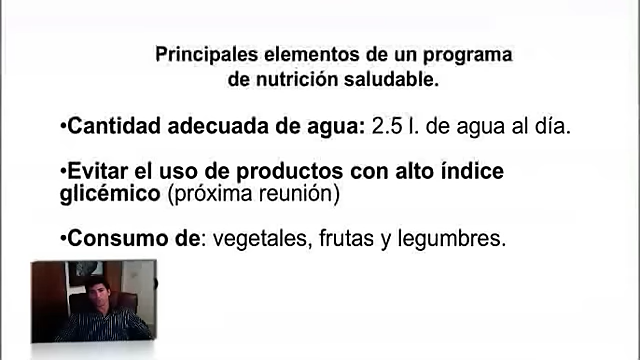 Principales elementos de un programa
de nutrición saludable.
•Cantidad adecuada de agua: 2.5 l. de agua al día.
•Evitar el uso de productos con alto índice
glicémico (próxima reunión)
•Consumo de: vegetales, frutas y legumbres.